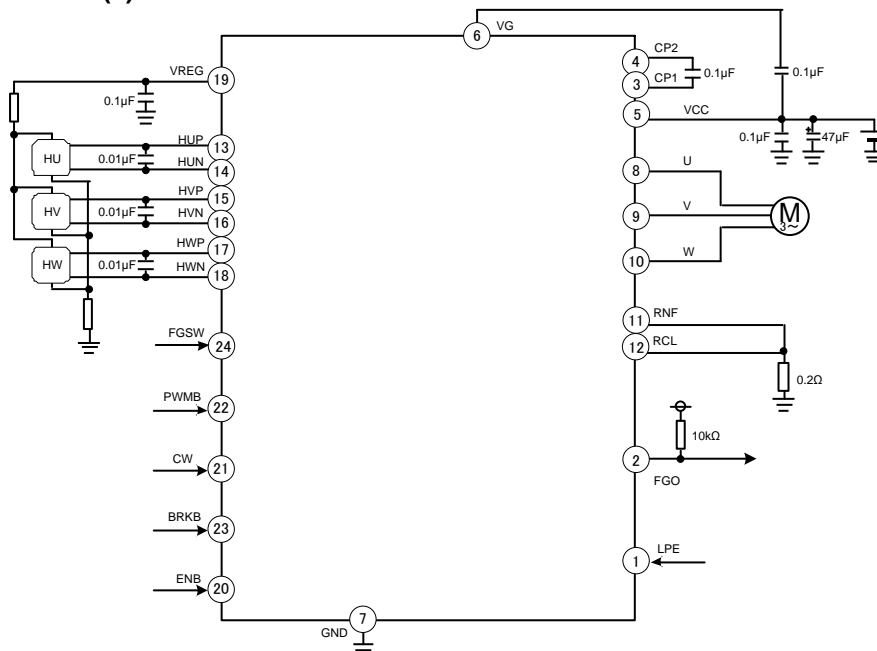 VG
6
VREG
19
0.1µF
HU
HUP
13
0.01µF
HUN
14
HV
HVP
15
0.01µF
HVN
16
HW
HWP
17
0.01µF
HWN
18
FGSW
24
PWMB
22
CW
21
BRKB
23
ENB
20
GND
7
4
CP2
3
CP1
0.1µF
0.1µF
5
VCC
0.1µF
+
47µF
8
U
9
V
M
3~
10
W
11
RNF
12
RCL
0.2Ω
10kΩ
2
FGO
1
LPE